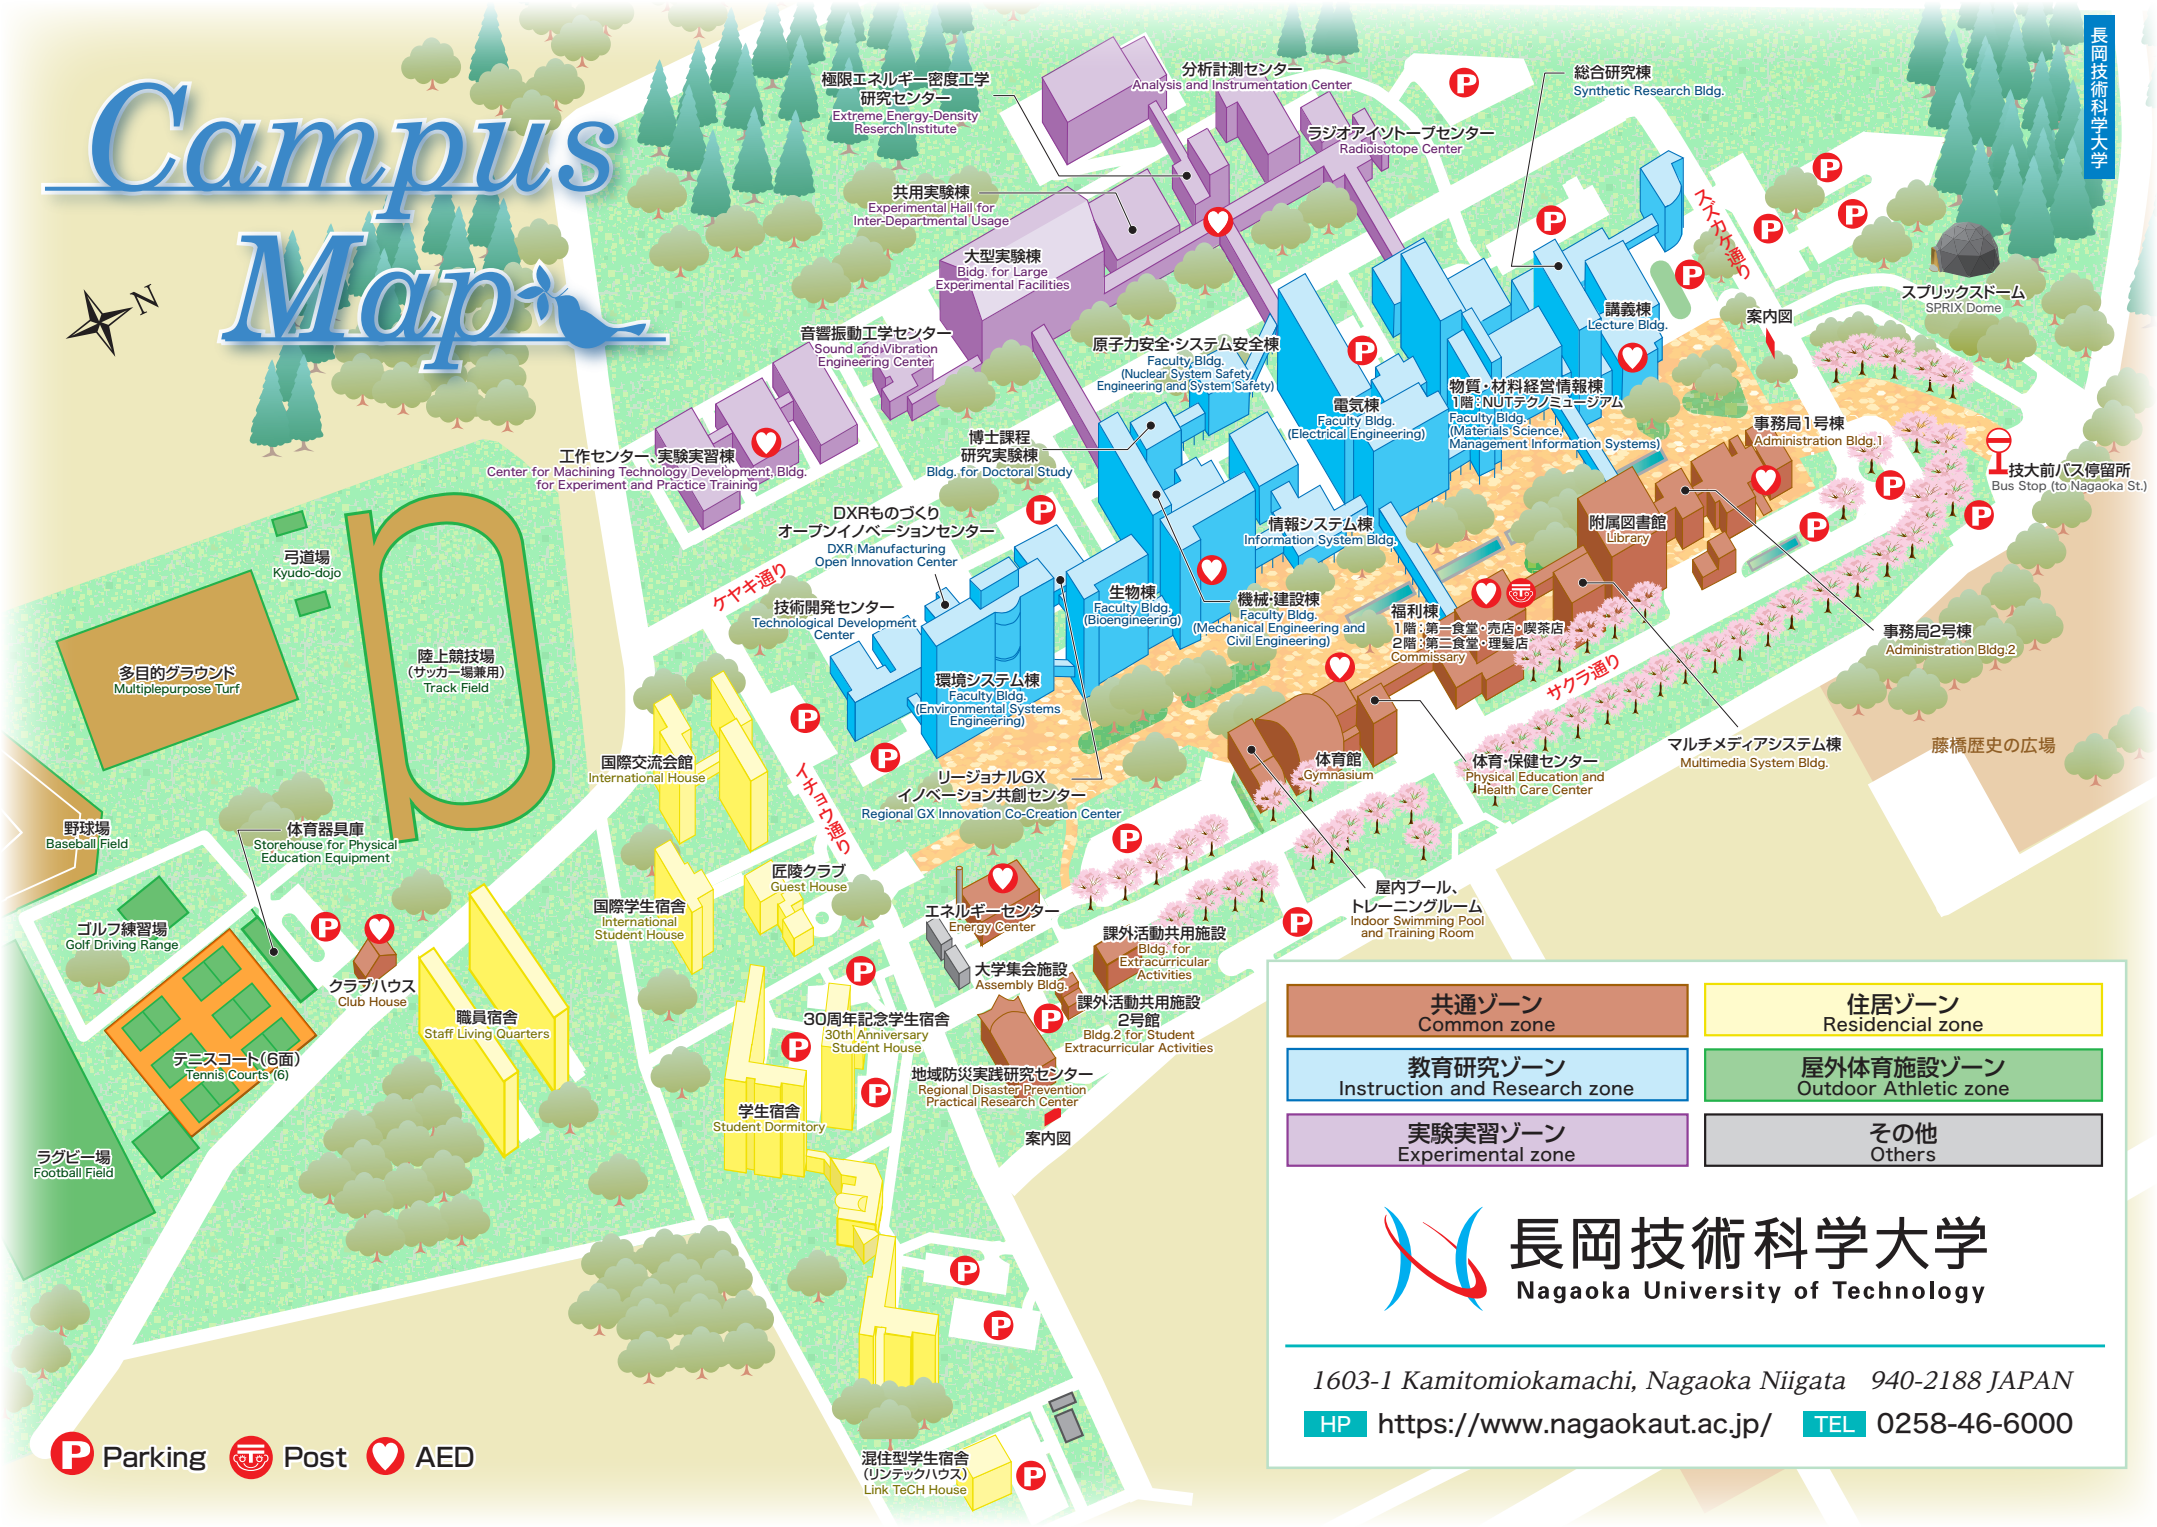 Campus
Map
N
長岡技術科学大学
極限エネルギー密度工学
研究センター
Extreme Energy-Density
Reserch Institute
分析計測センター
Analysis and Instrumentation Center
総合研究棟
Synthetic Research Bldg.
ラジオアイソトープセンター
Radioisotope Center
共用実験棟
Experimental Hall for
Inter-Departmental Usage
大型実験棟
Bldg. for Large
Experimental Facilities
スズカケ通り
スプリックスドーム
SPRIX Dome
案内図
講義棟
Lecture Bldg.
音響振動工学センター
Sound and Vibration
Engineering Center
原子力安全・システム安全棟
Faculty Bldg.
(Nuclear System Safety
Engineering and System Safety)
電気棟
Faculty Bldg.
(Electrical Engineering)
物質・材料経営情報棟
1階：NUTテクノミュージアム
Faculty Bldg.
(Materials Science,
Management Information Systems)
事務局1号棟
Administration Bldg.1
技大前バス停留所
Bus Stop (to Nagaoka St.)
工作センター、実験実習棟
Center for Machining Technology Development, Bldg.
for Experiment and Practice Training
博士課程
研究実験棟
Bldg. for Doctoral Study
DXRものづくり
オープンイノベーションセンター
DXR Manufacturing
Open Innovation Center
情報システム棟
Information System Bldg.
附属図書館
Library
弓道場
Kyudo-dojo
ケヤキ通り
技術開発センター
Technological Development
Center
生物棟
Faculty Bldg.
(Bioengineering)
機械・建設棟
Faculty Bldg.
(Mechanical Engineering and
Civil Engineering)
福利棟
1階：第一食堂・売店・喫茶店
2階：第二食堂・理髪店
Commissary
事務局2号棟
Administration Bldg.2
サクラ通り
多目的グラウンド
Multiplepurpose Turf
陸上競技場
（サッカー場兼用）
Track Field
環境システム棟
Faculty Bldg.
(Environmental Systems
Engineering)
マルチメディアシステム棟
Multimedia System Bldg.
藤橋歴史の広場
国際交流会館
International House
イチョウ通り
リージョナルGX
イノベーション共創センター
Regional GX Innovation Co-Creation Center
体育館
Gymnasium
体育・保健センター
Physical Education and
Health Care Center
野球場
Baseball Field
体育器具庫
Storehouse for Physical
Education Equipment
匠陵クラブ
Guest House
屋内プール、
トレーニングルーム
Indoor Swimming Pool
and Training Room
ゴルフ練習場
Golf Driving Range
国際学生宿舎
International
Student House
エネルギーセンター
Energy Center
課外活動共用施設
Bldg. for
Extracurricular
Activities
クラブハウス
Club House
大学集会施設
Assembly Bldg.
課外活動共用施設
2号館
Bldg.2 for Student
Extracurricular Activities
職員宿舎
Staff Living Quarters
30周年記念学生宿舎
30th Anniversary
Student House
テニスコート（6面）
Tennis Courts (6)
地域防災実践研究センター
Regional Disaster Prevention
Practical Research Center
学生宿舎
Student Dormitory
案内図
ラグビー場
Football Field
混住型学生宿舎
（リンテックハウス）
Link TeCH House
P Parking
Post
AED
共通ゾーン
Common zone
住居ゾーン
Residencial zone
教育研究ゾーン
Instruction and Research zone
屋外体育施設ゾーン
Outdoor Athletic zone
実験実習ゾーン
Experimental zone
その他
Others
長岡技術科学大学
Nagaoka University of Technology
1603-1 Kamitomiokamachi, Nagaoka Niigata 940-2188 JAPAN
HP https://www.nagaokaut.ac.jp/ TEL 0258-46-6000